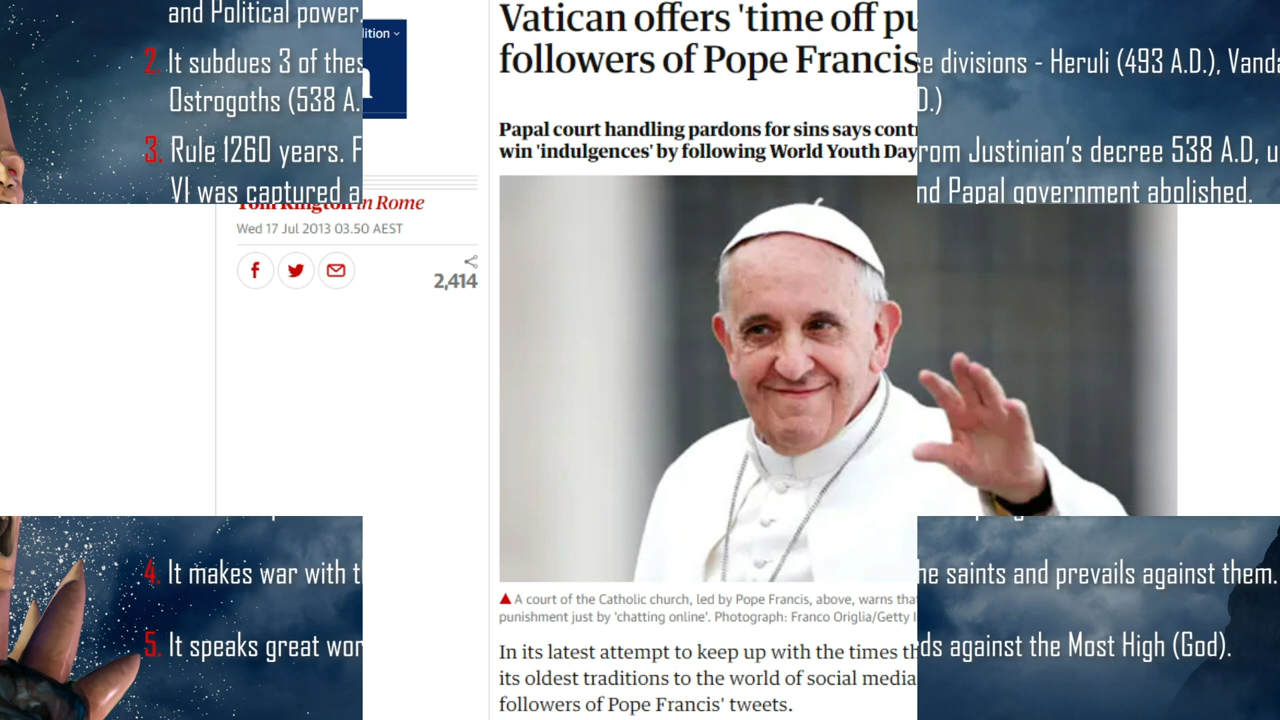 and Political power.
2. It subdues 3 of thes
Ostrogoths (538 A.
3. Rule 1260 years. F
VI was captured a
dition
Vatican offers 'time off pu
followers of Pope Francis
Papal court handling pardons for sins says cont
win 'indulgences' by following World Youth Day
se divisions - Heruli (493 A.D.), Vanda
D.)
rom Justinian's decree 538 A.D, u
nd Papal government abolished.
Tom Kington in Rome
Wed 17 Jul 2013 03.50 AEST
2,414
4. It makes war with t
5. It speaks great wor
he saints and prevails against them.
ds against the Most High (God).
A court of the Catholic church, led by Pope Francis, above, warns tha
punishment just by 'chatting online'. Photograph: Franco Origlia/Getty I
In its latest attempt to keep up with the times th
its oldest traditions to the world of social media
followers of Pope Francis' tweets.